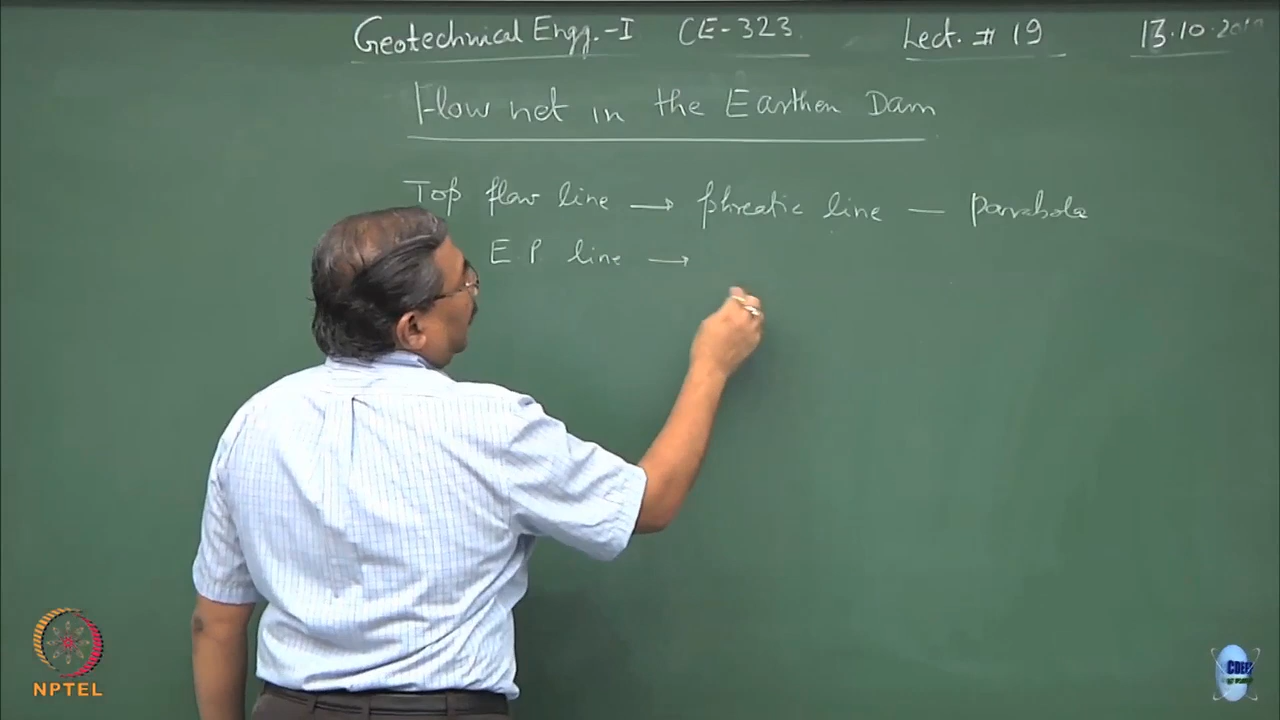 Geotechnical Engg.-I CE-323. Lect. # 19 13.10.
Flow net in the Earthen Dam
Top flow line → phreatic line — parabola
E.P line →
NPTEL
CDEEP